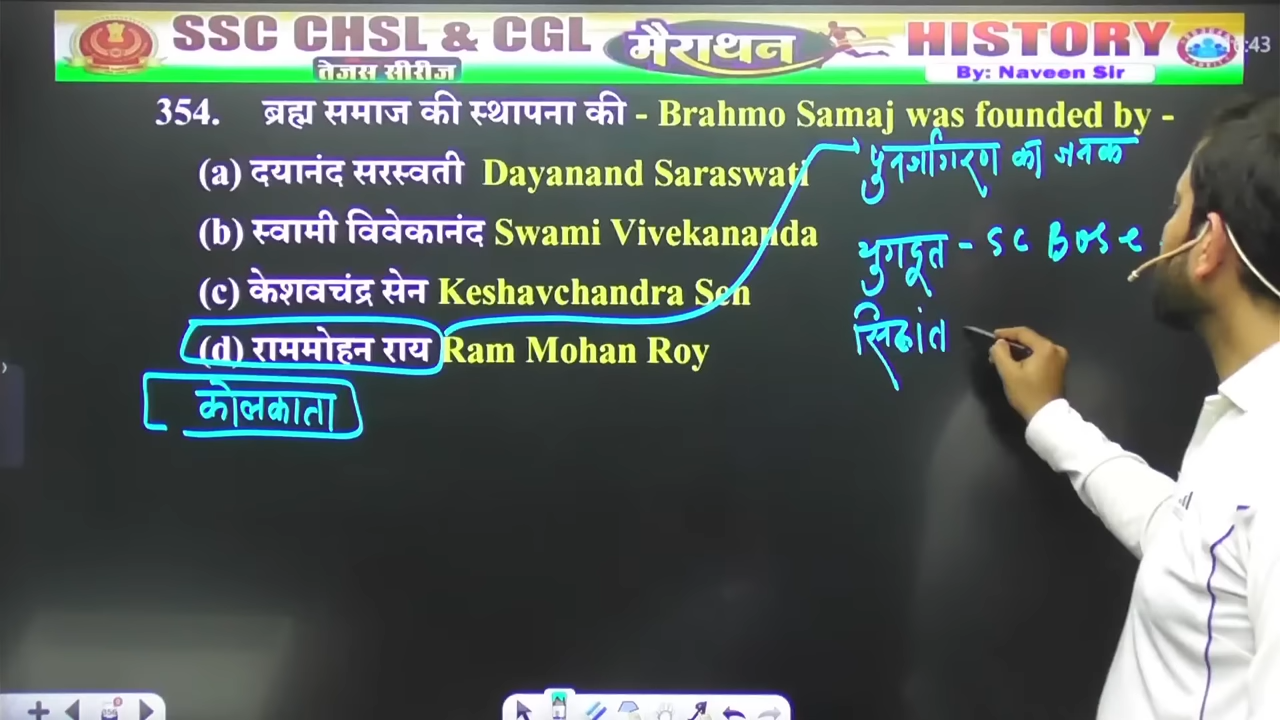 SSC CHSL & CGL मैराथन HISTORY
तेजस सीरीज
By: Naveen Sir
354. ब्रह्म समाज की स्थापना की - Brahmo Samaj was founded by -
(a) दयानंद सरस्वती Dayanand Saraswati
(b) स्वामी विवेकानंद Swami Vivekananda
(c) केशवचंद्र सेन Keshavchandra Sen
(d) राममोहन राय Ram Mohan Roy
कोलकाता
पुनर्जागरण का जनक
युगदूत - SC Bose
सिद्धांत